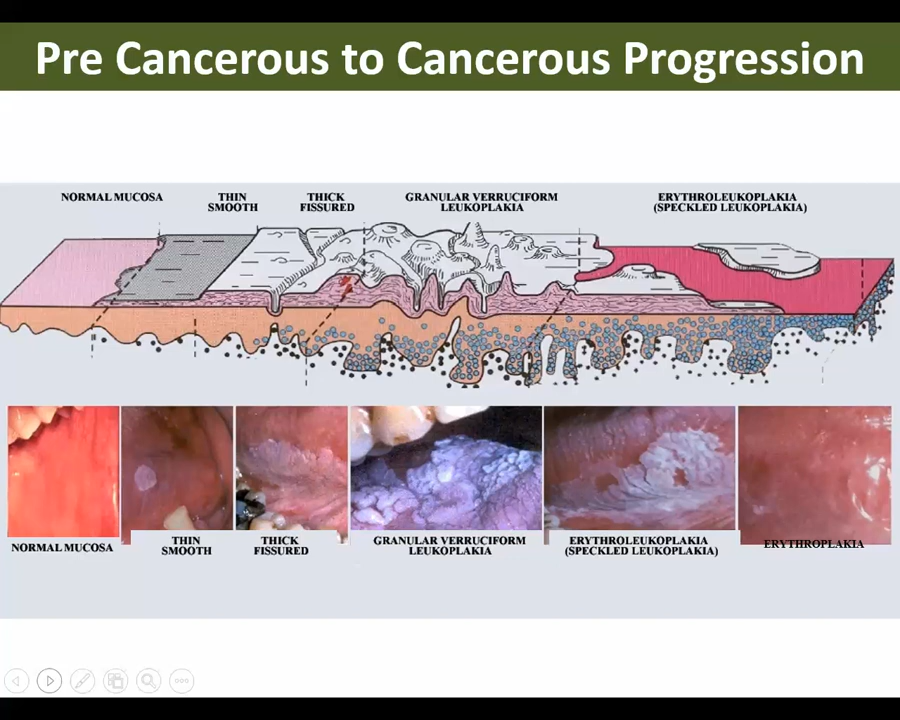 Pre Cancerous to Cancerous Progression
NORMAL MUCOSA
THIN
SMOOTH
THICK
FISSURED
GRANULAR VERRUCIFORM
LEUKOPLAKIA
ERYTHROLEUKOPLAKIA
(SPECKLED LEUKOPLAKIA)
NORMAL MUCOSA
THIN
SMOOTH
THICK
FISSURED
GRANULAR VERRUCIFORM
LEUKOPLAKIA
ERYTHROLEUKOPLAKIA
(SPECKLED LEUKOPLAKIA)
ERYTHROPLAKIA